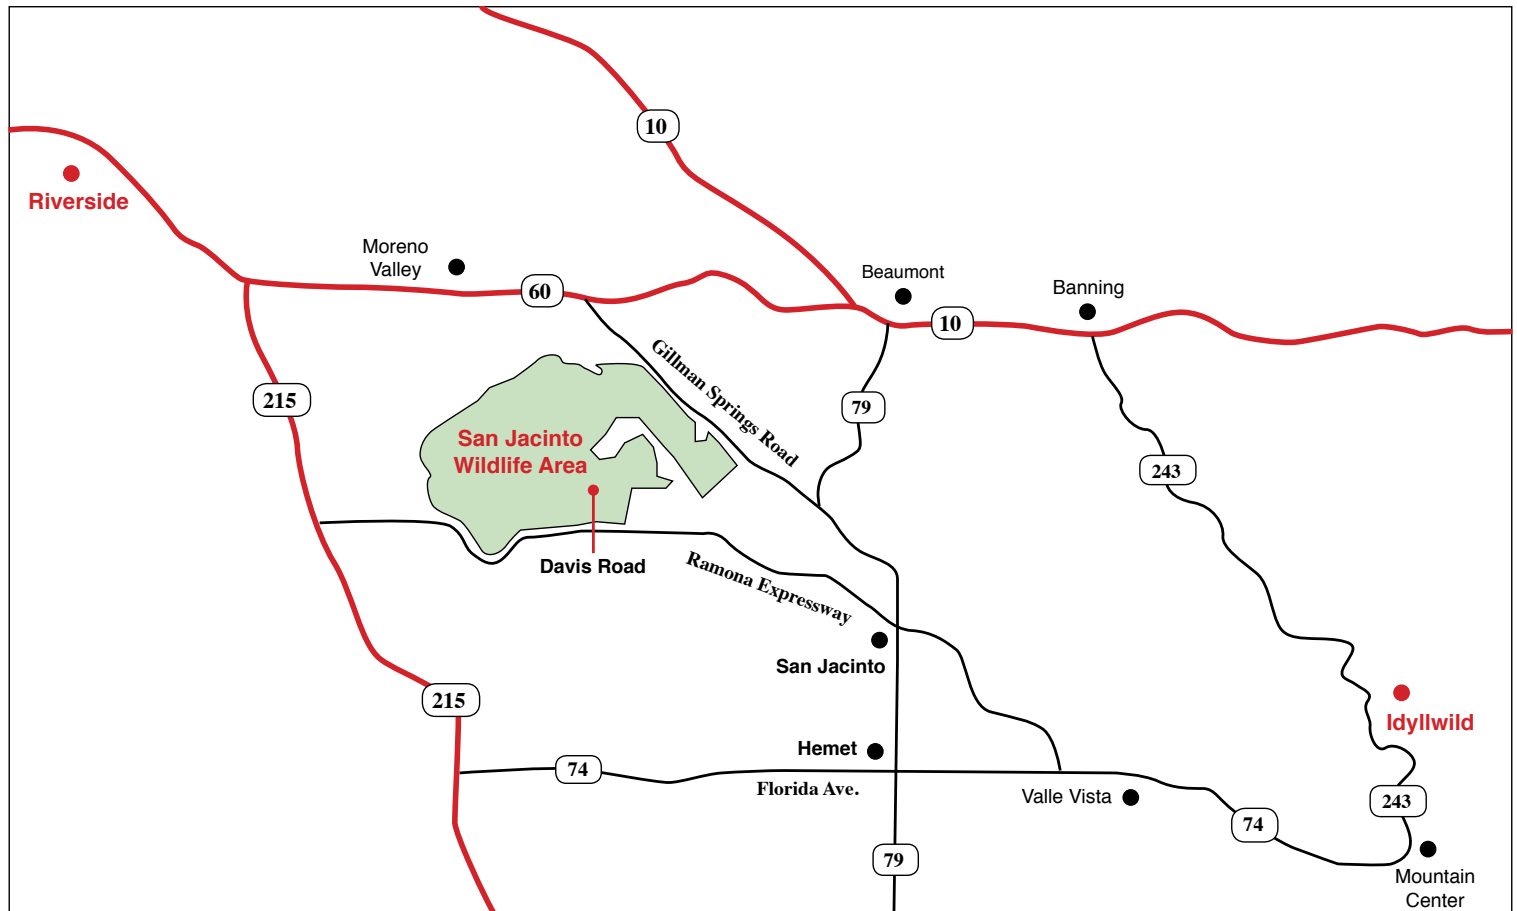 10
Riverside
Moreno
Valley
Beaumont
Banning
60
10
Gillman Springs Road
215
79
San Jacinto
Wildlife Area
243
Davis Road
Ramona Expressway
San Jacinto
215
Idyllwild
Hemet
74
Florida Ave.
Valle Vista
243
74
79
Mountain
Center